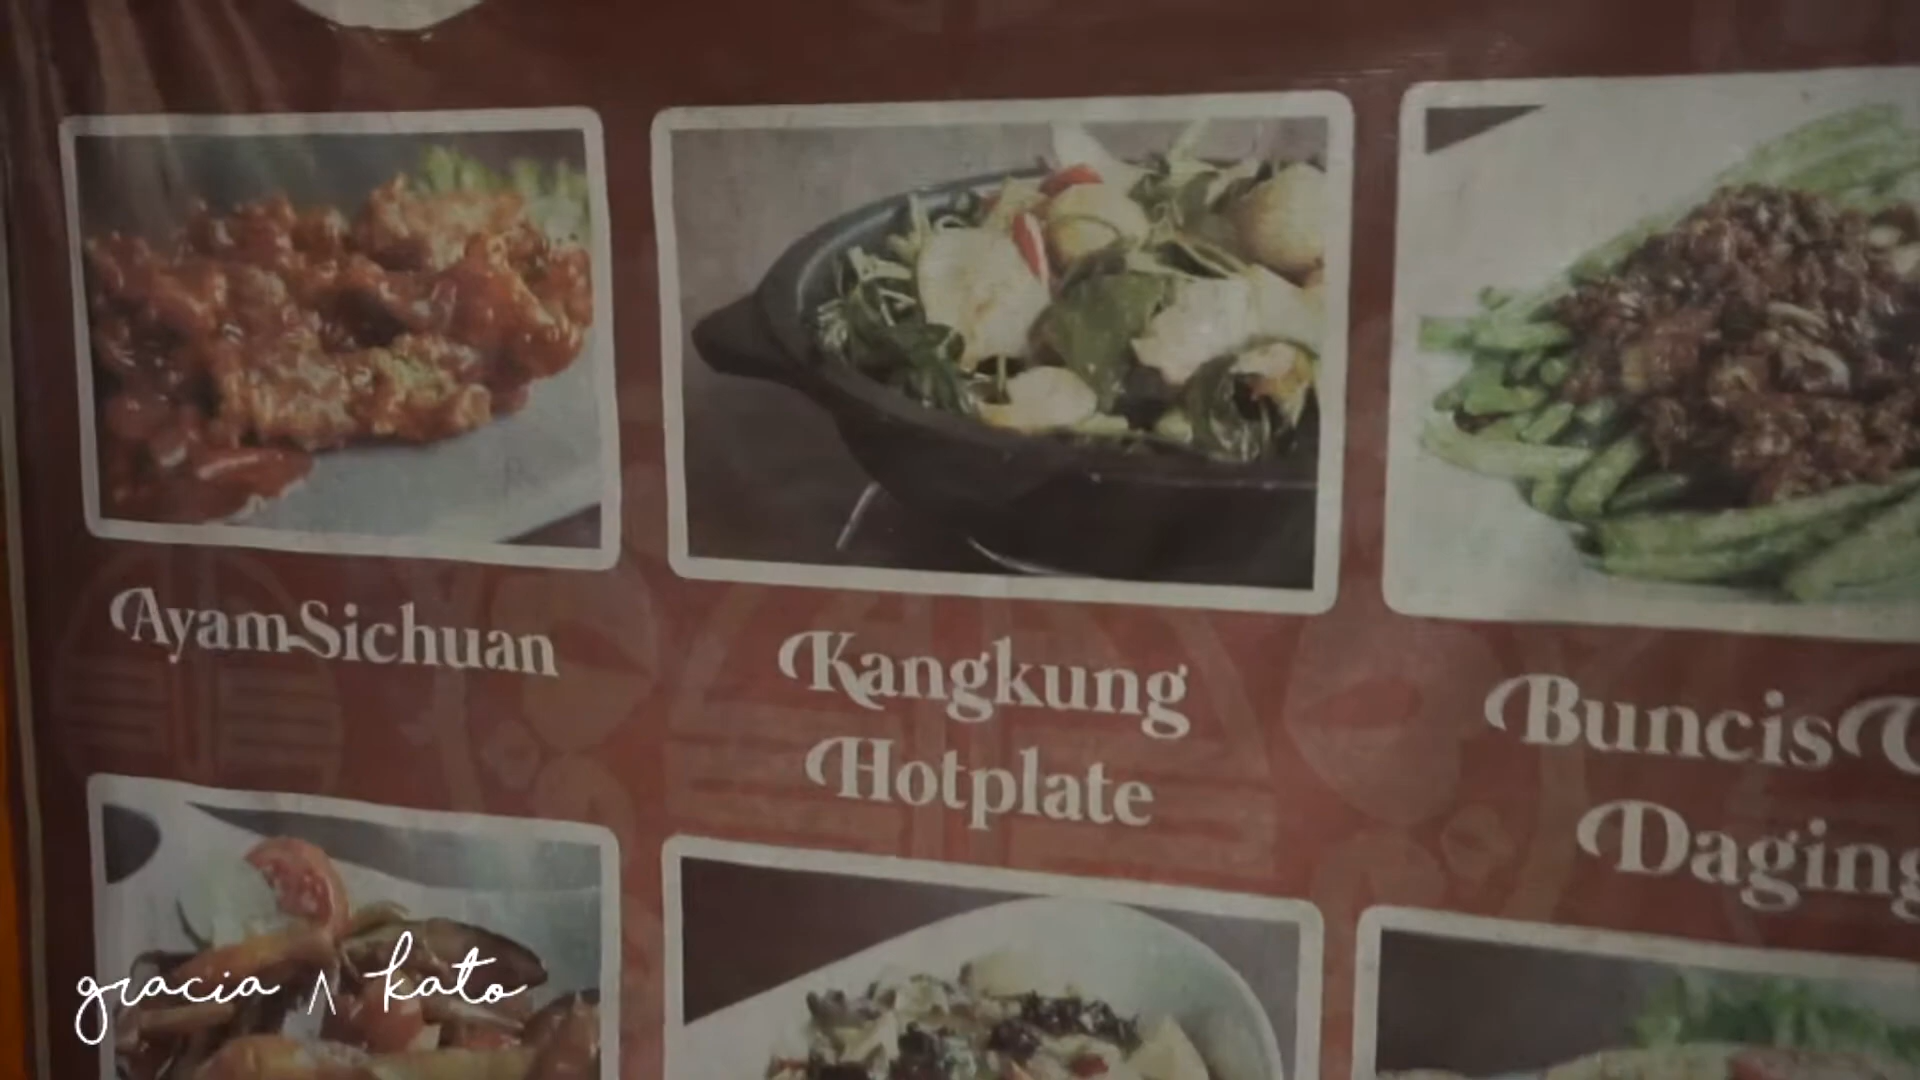 Ayam Sichuan
Kangkung
Hotplate
Buncis
Daging
gracia ∧ kato